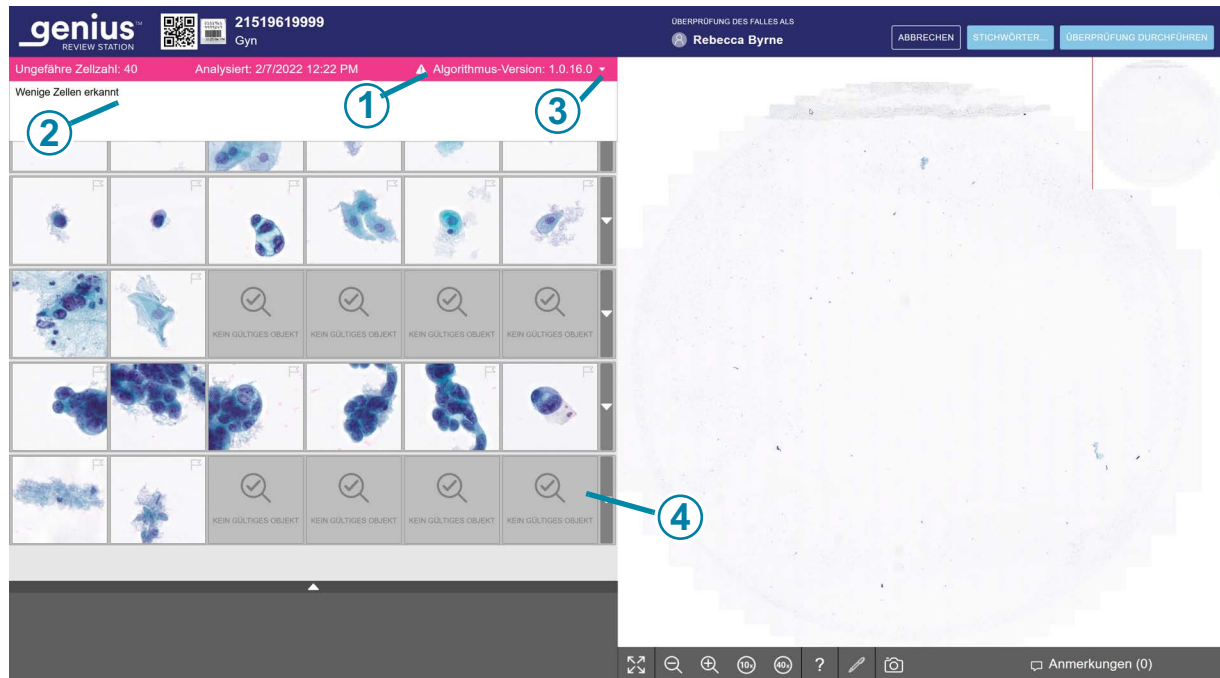 genius™
REVIEW STATION
21519619999
Gyn
ÜBERPRÜFUNG DES FALLES ALS
Rebecca Byrne
ABBRECHEN
STICHWÖRTER...
ÜBERPRÜFUNG DURCHFÜHREN
Ungefähre Zellzahl: 40
Analysiert: 2/7/2022 12:22 PM
Algorithmus-Version: 1.0.16.0
Wenige Zellen erkannt
1
2
3
KEIN GÜLTIGES OBJEKT
KEIN GÜLTIGES OBJEKT
KEIN GÜLTIGES OBJEKT
KEIN GÜLTIGES OBJEKT
KEIN GÜLTIGES OBJEKT
KEIN GÜLTIGES OBJEKT
KEIN GÜLTIGES OBJEKT
KEIN GÜLTIGES OBJEKT
4
10x
40x
?
Anmerkungen (0)